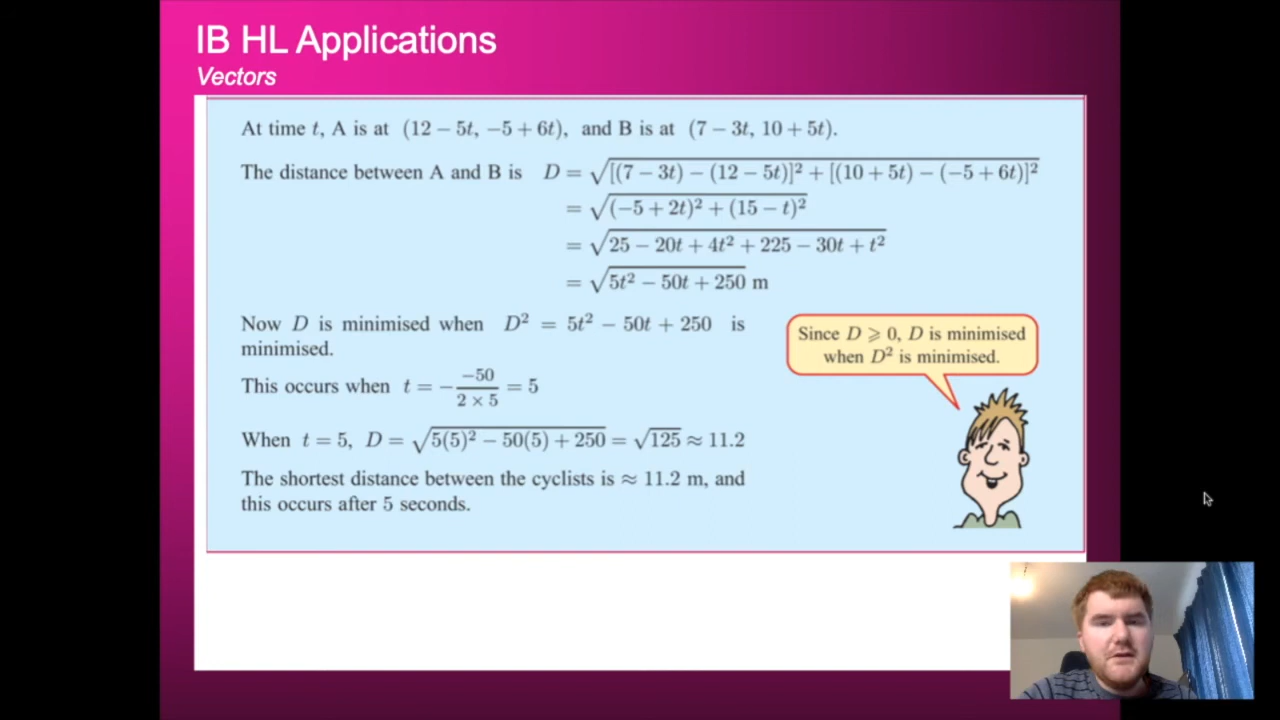 IB HL Applications
Vectors
At time t, A is at (12 − 5t, −5 + 6t), and B is at (7 − 3t, 10 + 5t).
The distance between A and B is D = √[(7 − 3t) − (12 − 5t)]² + [(10 + 5t) − (−5 + 6t)]²
= √(−5 + 2t)² + (15 − t)²
= √25 − 20t + 4t² + 225 − 30t + t²
= √5t² − 50t + 250 m
Now D is minimised when D² = 5t² − 50t + 250 is
minimised.
Since D ⩾ 0, D is minimised
when D² is minimised.
This occurs when t = − −50 / 2 × 5 = 5
When t = 5, D = √5(5)² − 50(5) + 250 = √125 ≈ 11.2
The shortest distance between the cyclists is ≈ 11.2 m, and
this occurs after 5 seconds.